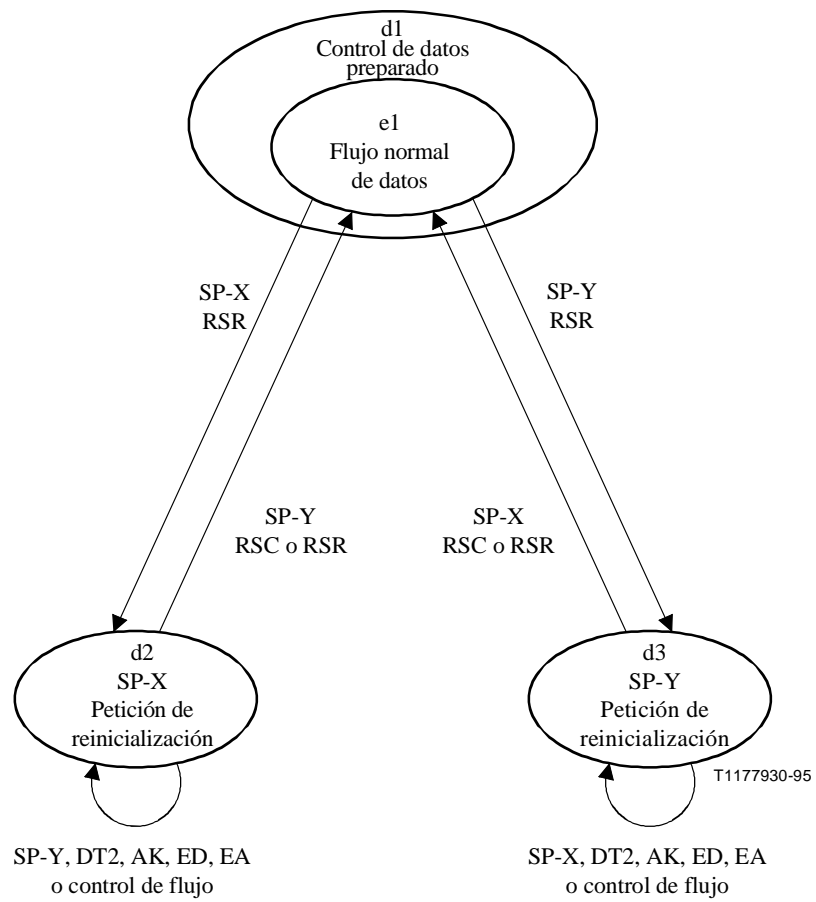 d1
Control de datos
preparado
e1
Flujo normal
de datos
SP-X
RSR
SP-Y
RSR
SP-Y
RSC o RSR
SP-X
RSC o RSR
d2
SP-X
Petición de
reinicialización
d3
SP-Y
Petición de
reinicialización
T1177930-95
SP-Y, DT2, AK, ED, EA
o control de flujo
SP-X, DT2, AK, ED, EA
o control de flujo